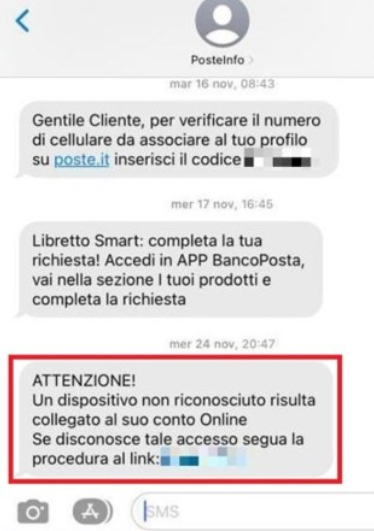 PosteInfo
mar 16 nov, 08:43
Gentile Cliente, per verificare il numero
di cellulare da associare al tuo profilo
su poste.it inserisci il codice
mer 17 nov, 16:45
Libretto Smart: completa la tua
richiesta! Accedi in APP BancoPosta,
vai nella sezione I tuoi prodotti e
completa la richiesta
mer 24 nov, 20:47
ATTENZIONE!
Un dispositivo non riconosciuto risulta
collegato al suo conto Online
Se disconosce tale accesso segua la
procedura al link:
SMS